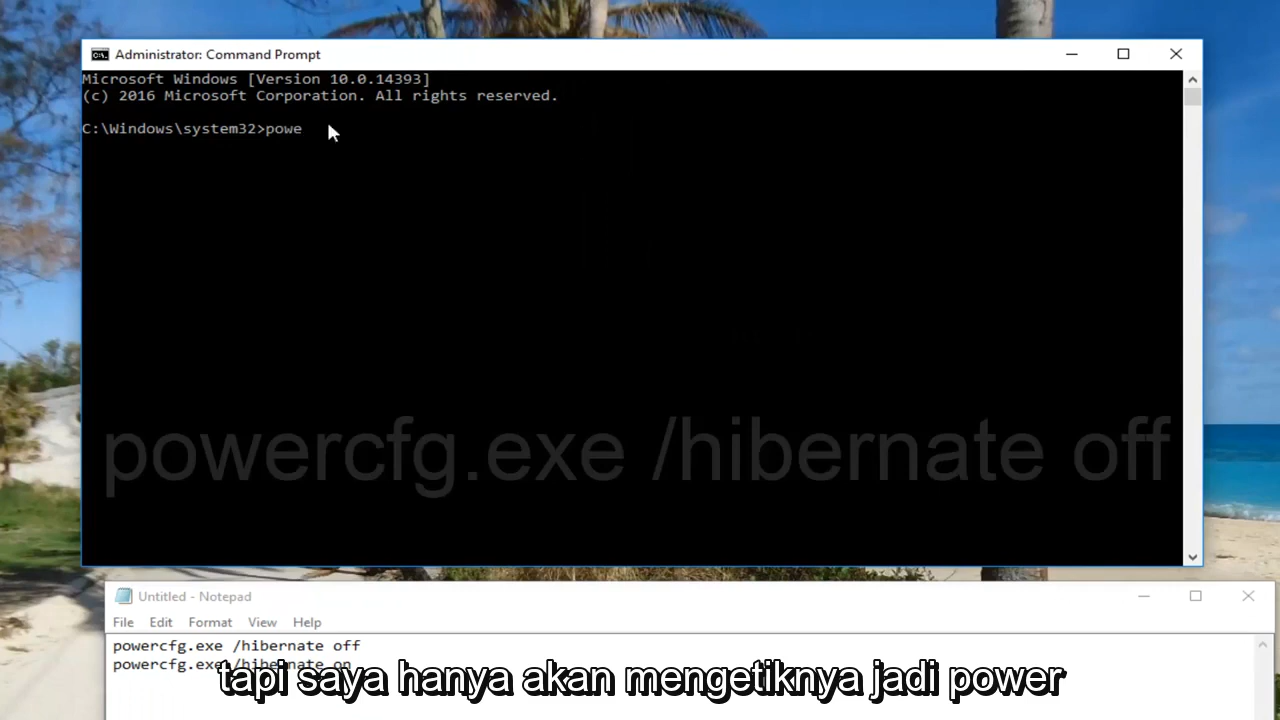 Administrator: Command Prompt
Microsoft Windows [Version 10.0.14393]
(c) 2016 Microsoft Corporation. All rights reserved.
C:\Windows\system32>powe
powercfg.exe /hibernate off
Untitled - Notepad
File Edit Format View Help
powercfg.exe /hibernate off
powercfg.exe /hibernate on
tapi saya hanya akan mengetiknya jadi power